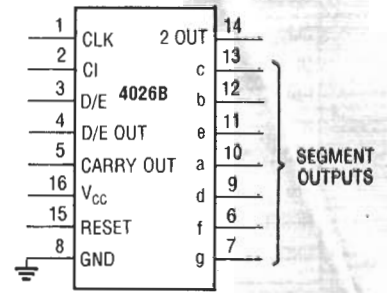 1 CLK 2 OUT 14
2 CI c 13
3 D/E 4026B b 12
4 D/E OUT e 11
5 CARRY OUT a 10
16 VCC d 9
15 RESET f 6
8 GND g 7
SEGMENT
OUTPUTS